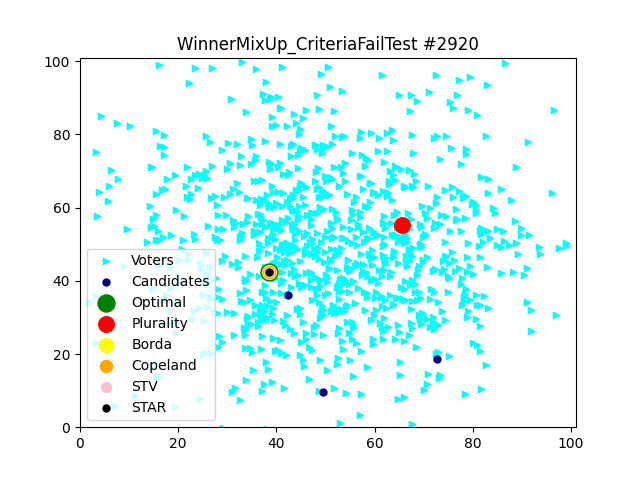 WinnerMixUp_CriteriaFailTest #2920
100
80
60
40
20
0
Voters
Candidates
Optimal
Plurality
Borda
Copeland
STV
STAR
0 20 40 60 80 100